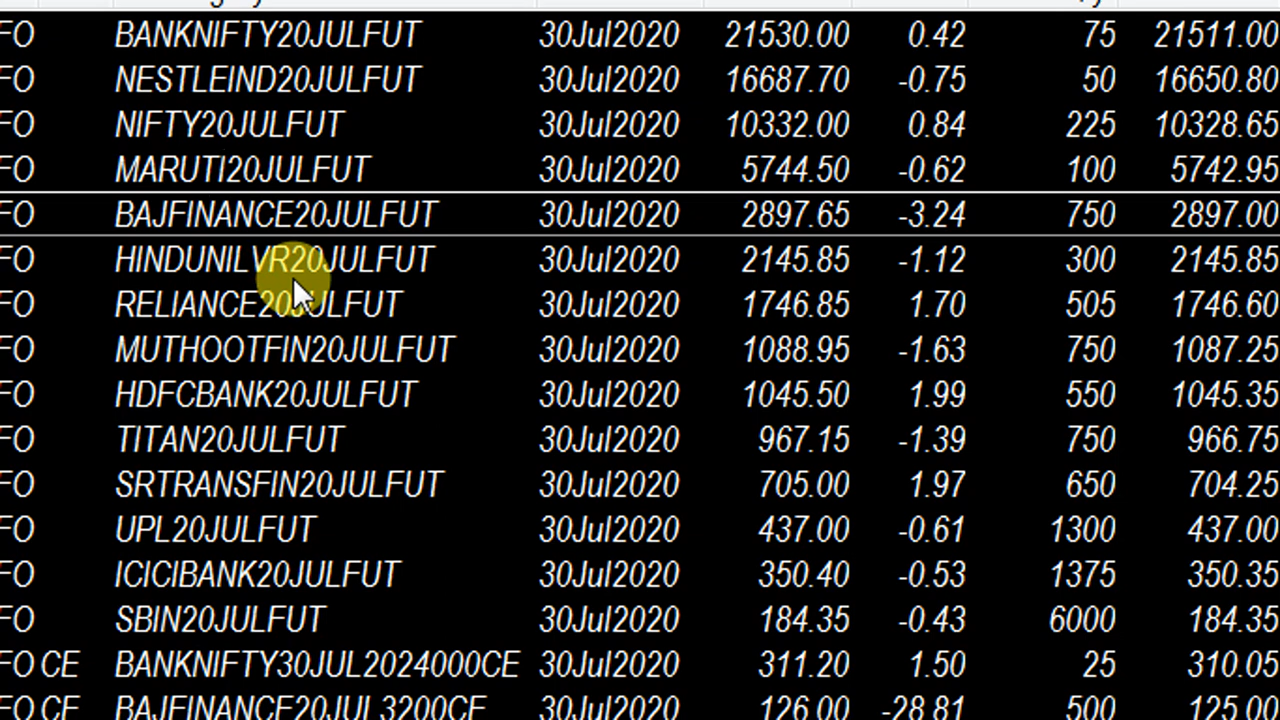 FO BANKNIFTY20JULFUT 30Jul2020 21530.00 0.42 75 21511.00
FO NESTLEIND20JULFUT 30Jul2020 16687.70 -0.75 50 16650.80
FO NIFTY20JULFUT 30Jul2020 10332.00 0.84 225 10328.65
FO MARUTI20JULFUT 30Jul2020 5744.50 -0.62 100 5742.95
FO BAJFINANCE20JULFUT 30Jul2020 2897.65 -3.24 750 2897.00
FO HINDUNILVR20JULFUT 30Jul2020 2145.85 -1.12 300 2145.85
FO RELIANCE20JULFUT 30Jul2020 1746.85 1.70 505 1746.60
FO MUTHOOTFIN20JULFUT 30Jul2020 1088.95 -1.63 750 1087.25
FO HDFCBANK20JULFUT 30Jul2020 1045.50 1.99 550 1045.35
FO TITAN20JULFUT 30Jul2020 967.15 -1.39 750 966.75
FO SRTRANSFIN20JULFUT 30Jul2020 705.00 1.97 650 704.25
FO UPL20JULFUT 30Jul2020 437.00 -0.61 1300 437.00
FO ICICIBANK20JULFUT 30Jul2020 350.40 -0.53 1375 350.35
FO SBIN20JULFUT 30Jul2020 184.35 -0.43 6000 184.35
FO CE BANKNIFTY30JUL2024000CE 30Jul2020 311.20 1.50 25 310.05
FO CE BAJFINANCE20JUL3200CE 30Jul2020 126.00 -28.81 500 125.00